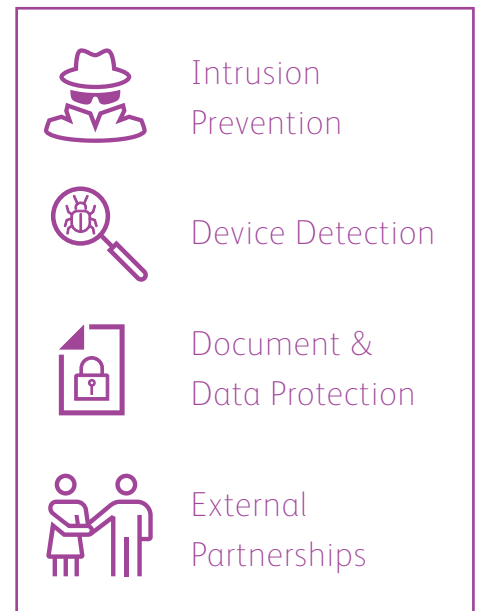 Intrusion
Prevention
Device Detection
Document &
Data Protection
External
Partnerships